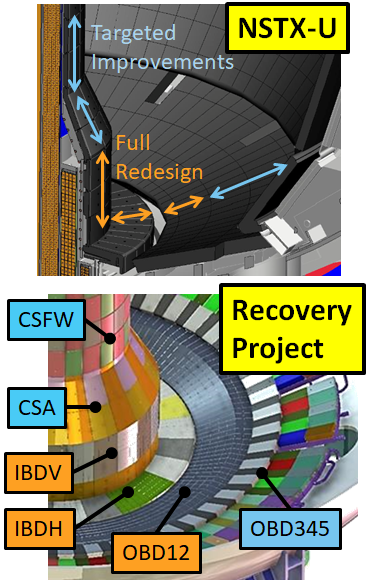 NSTX-U
Targeted
Improvements
Full
Redesign
Recovery
Project
CSFW
CSA
IBDV
IBDH
OBD12
OBD345